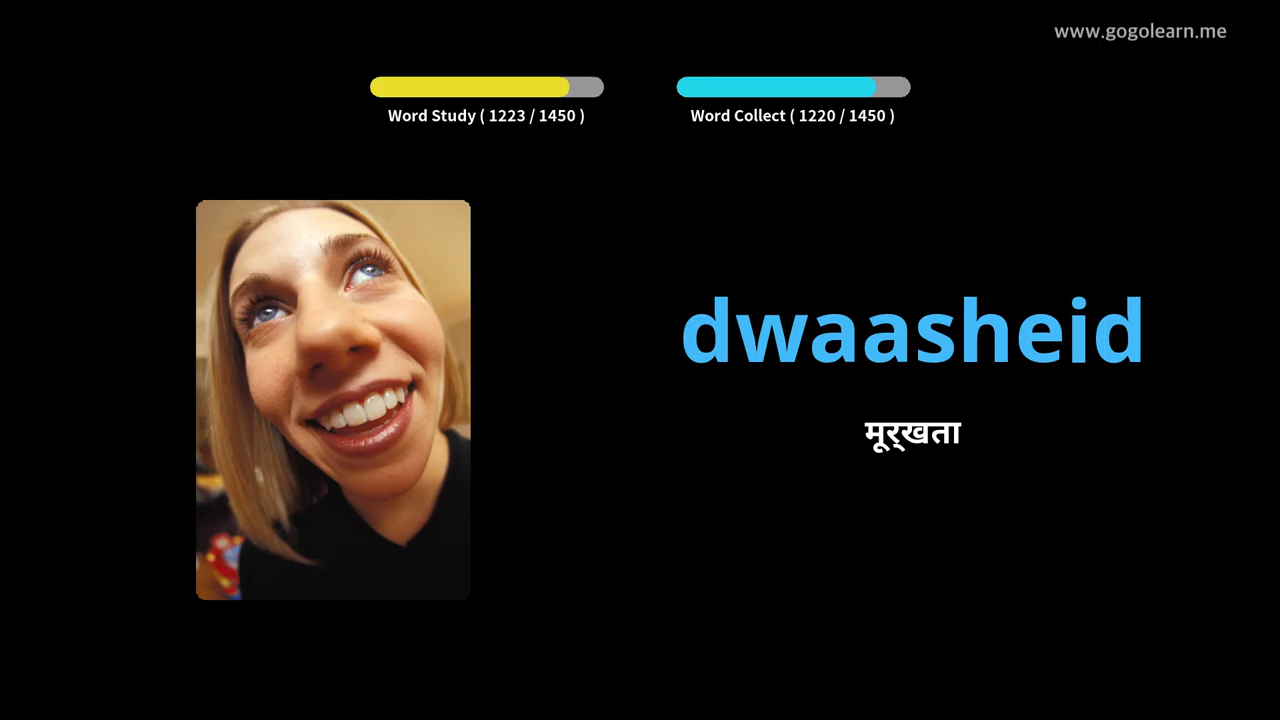 www.gogolearn.me
Word Study ( 1223 / 1450 )
Word Collect ( 1220 / 1450 )
dwaasheid
मूर्खता